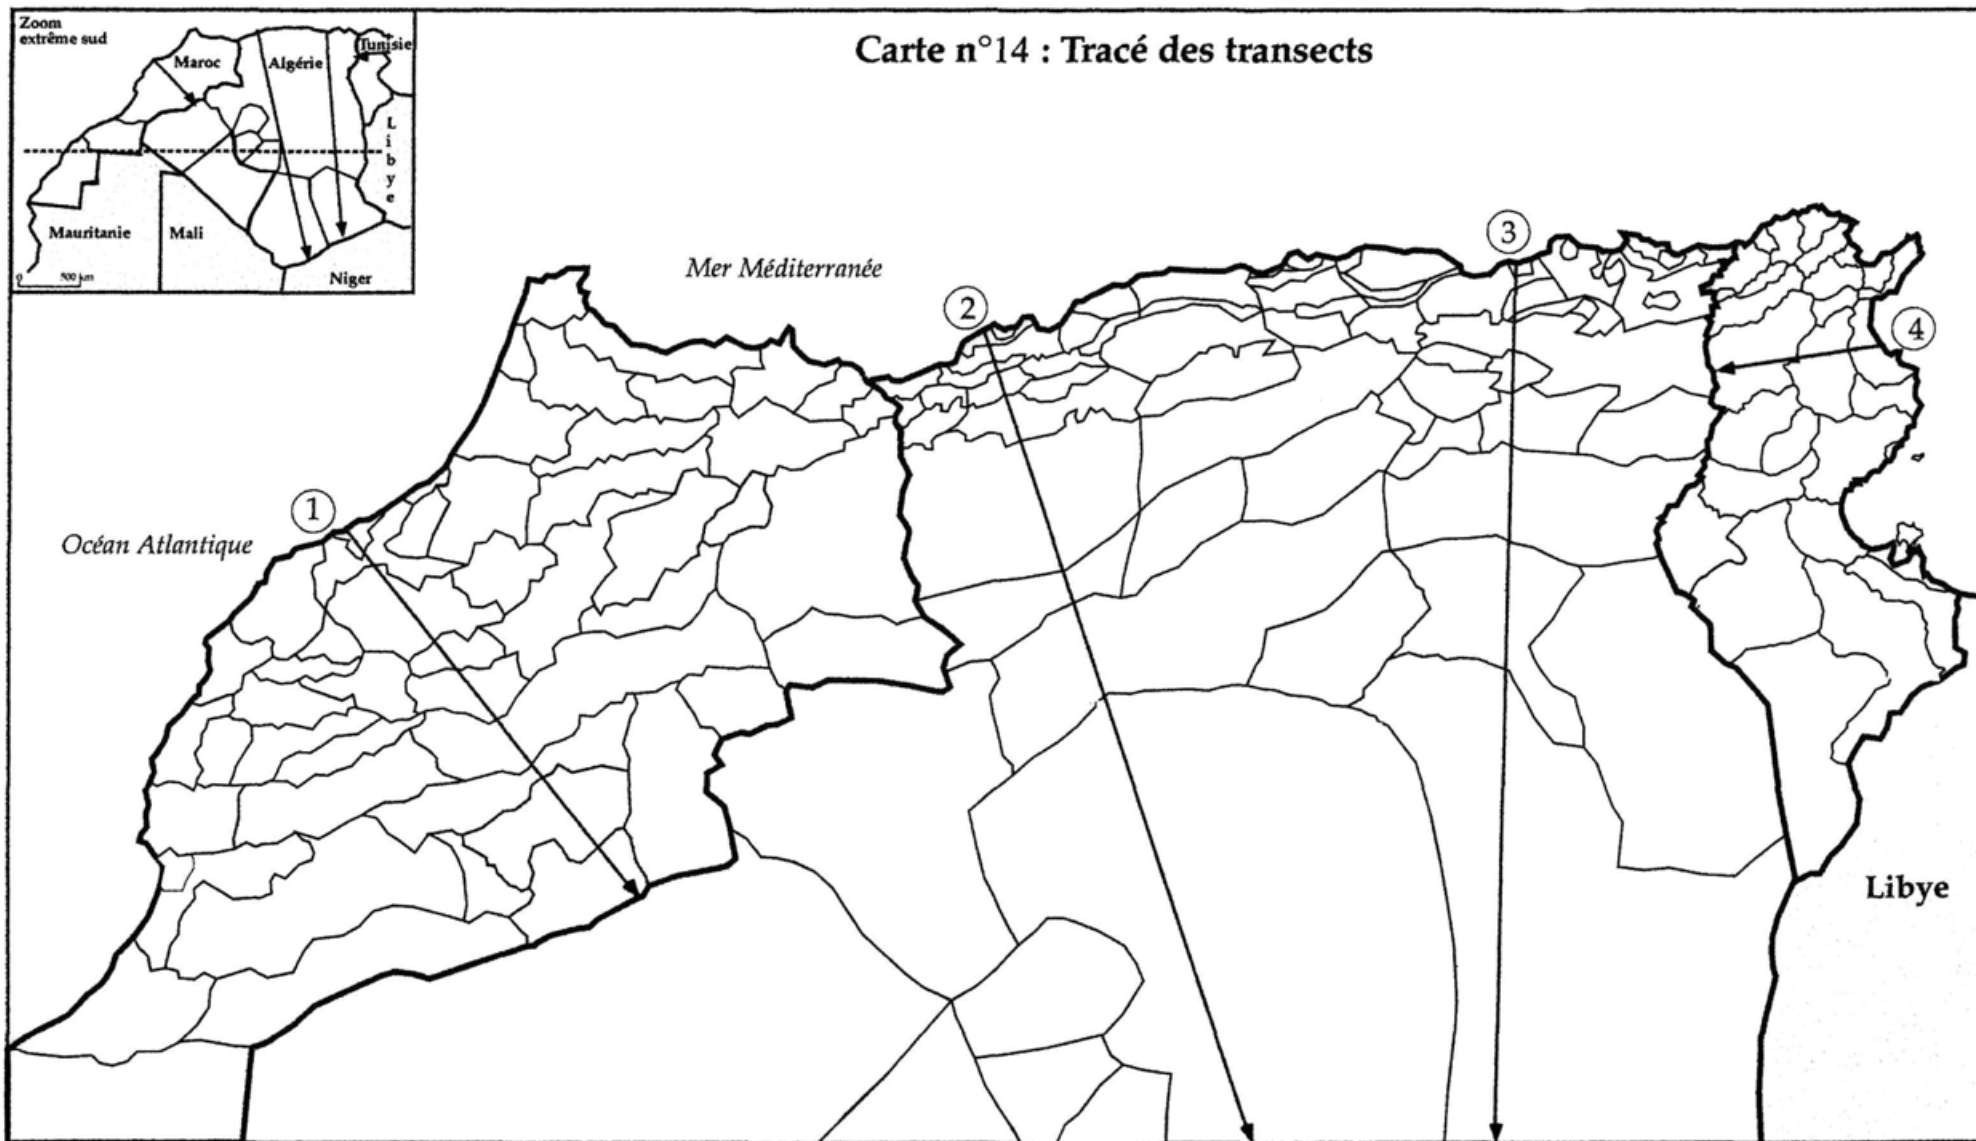 Zoom
extrême sud
Maroc
Algérie
Tunisie
Libye
Mauritanie
Mali
Niger
0 500 km
Carte n°14 : Tracé des transects
Mer Méditerranée
Océan Atlantique
1
2
3
4
Libye